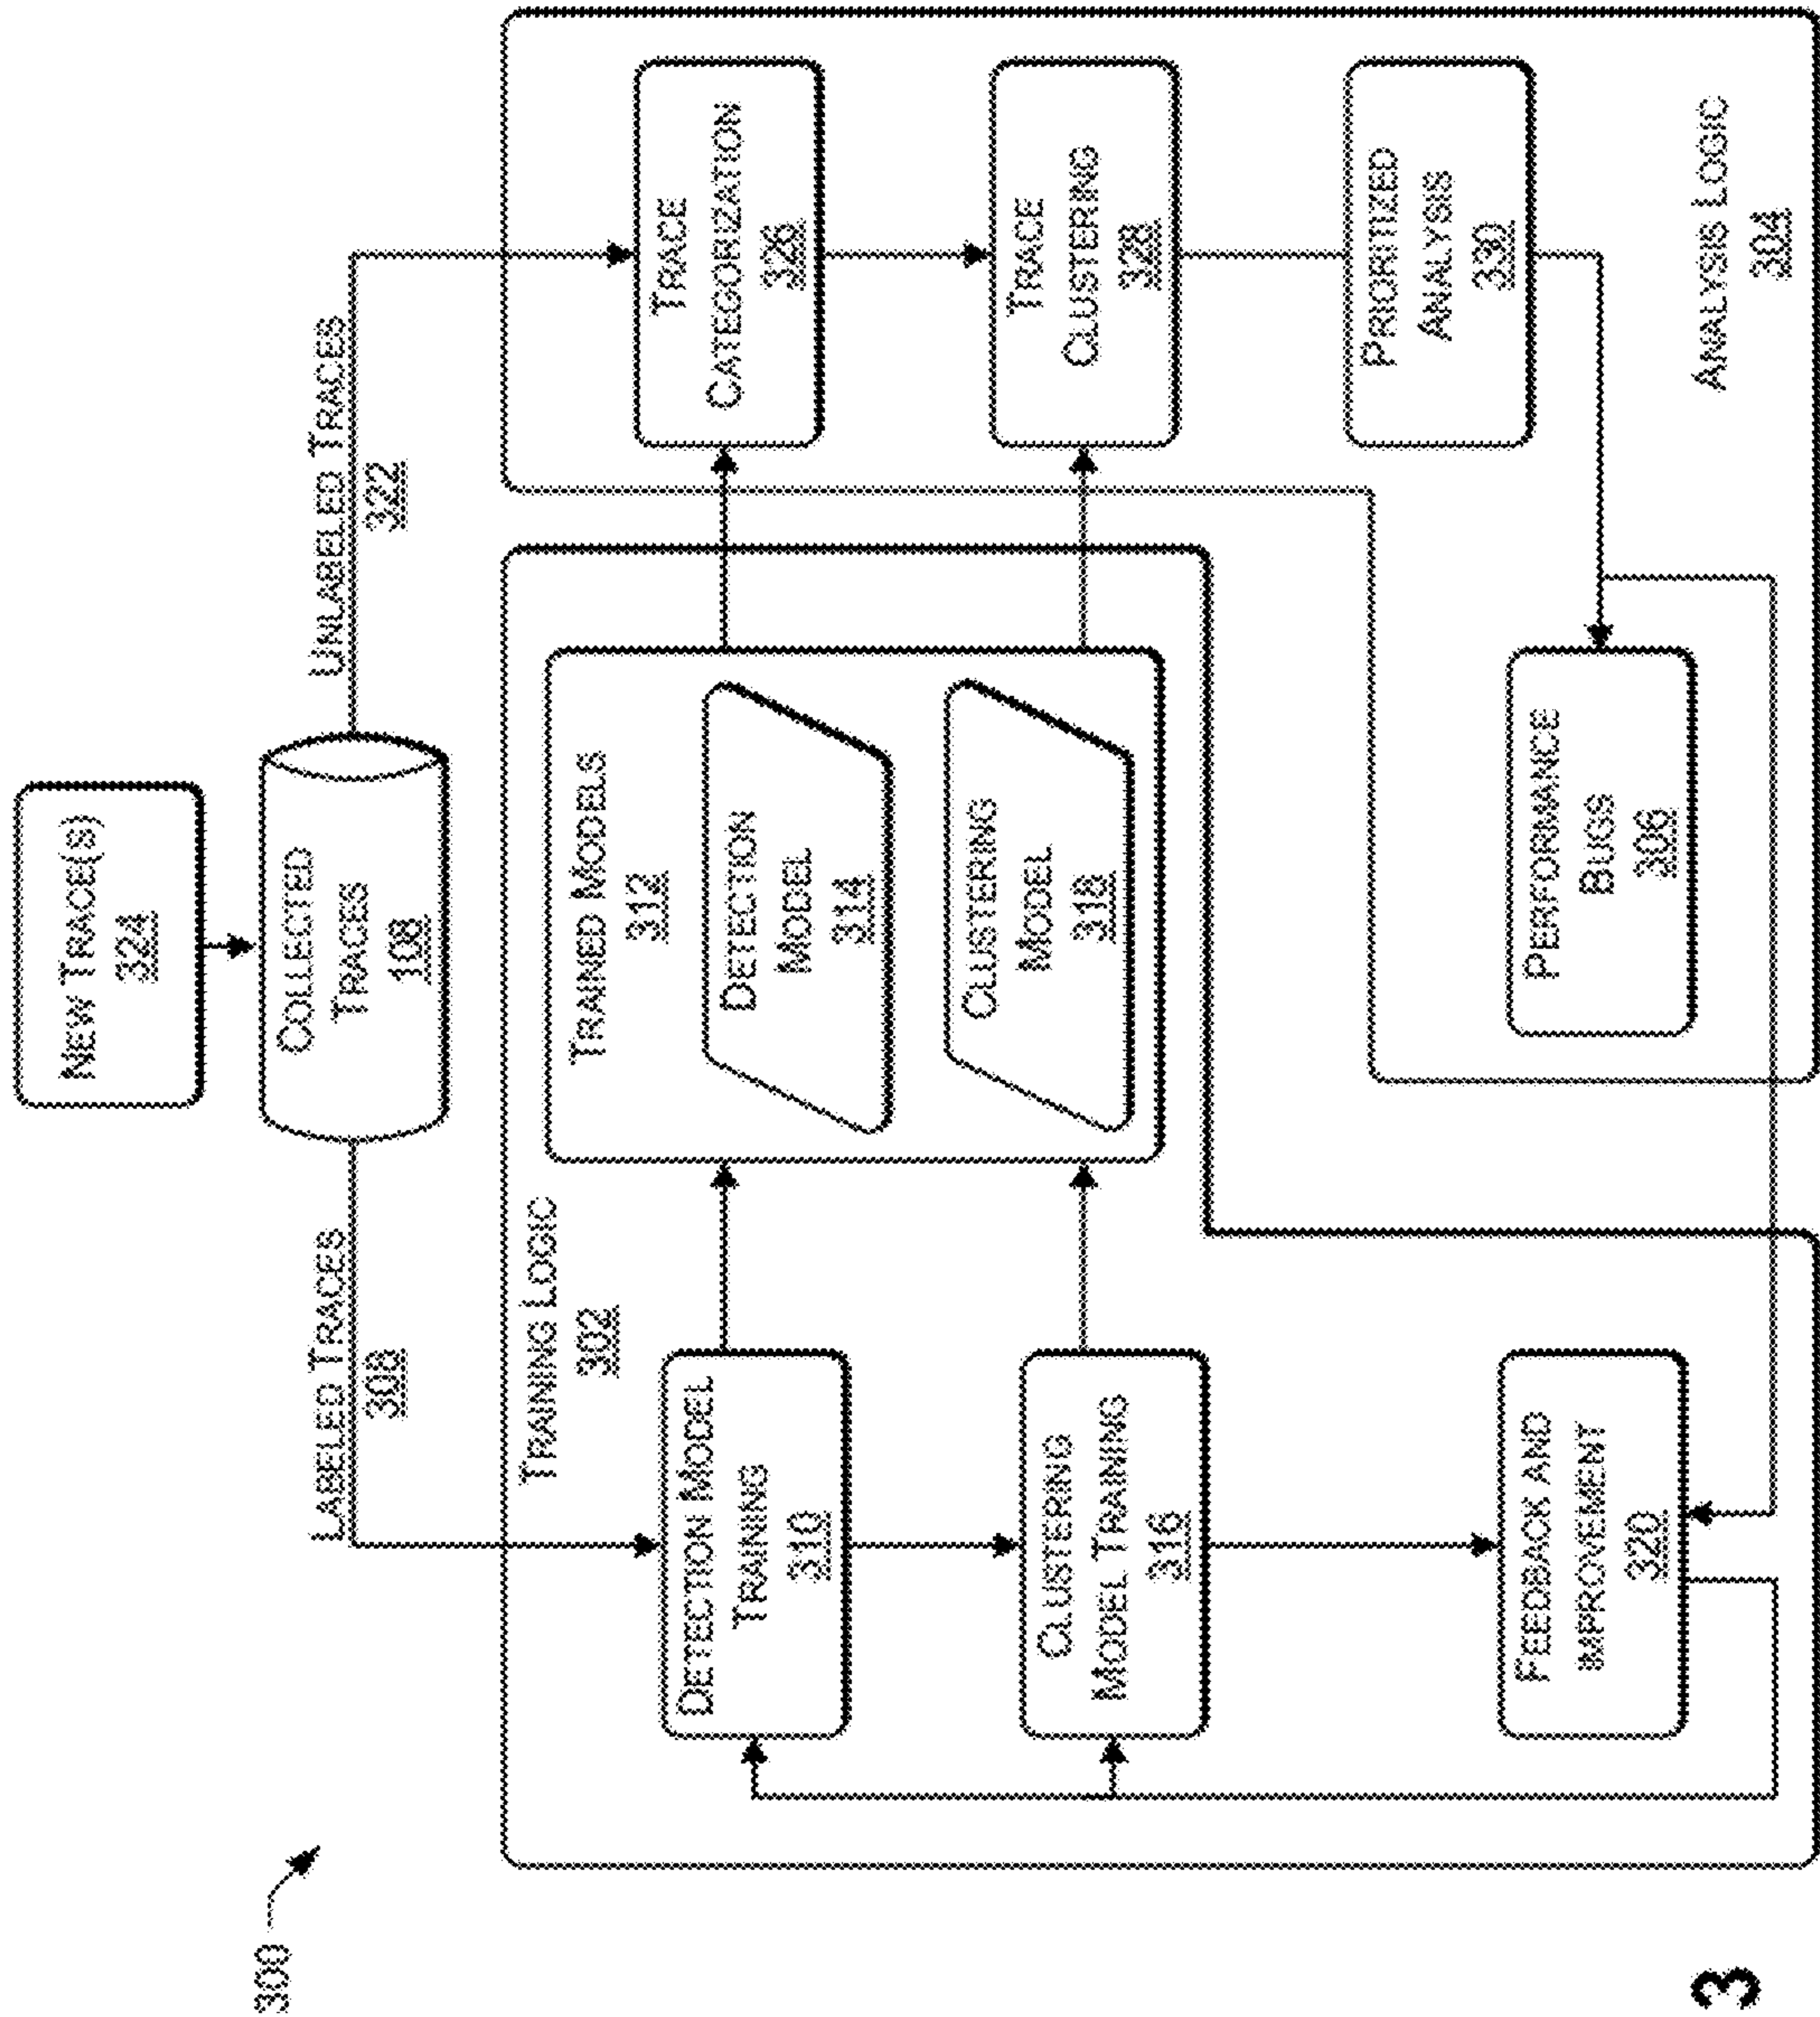 300
NEW TRACE(S)
324
COLLECTED
TRACES
108
LABELED TRACES
308
UNLABELED TRACES
322
TRAINING LOGIC
302
DETECTION MODEL
TRAINING
310
CLUSTERING
MODEL TRAINING
316
FEEDBACK AND
IMPROVEMENT
320
TRAINED MODELS
312
DETECTION
MODEL
314
CLUSTERING
MODEL
318
TRACE
CATEGORIZATION
326
TRACE
CLUSTERING
328
PRIORITIZED
ANALYSIS
330
PERFORMANCE
BUGS
306
ANALYSIS LOGIC
304
3